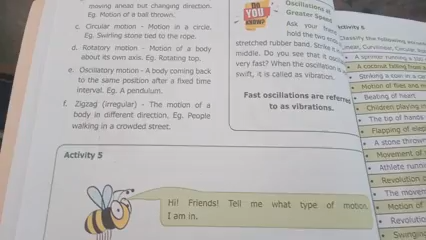 moving ahead but changing direction.
Eg. Motion of a ball thrown.
c. Circular motion - Motion in a circle.
Eg. Swirling stone tied to the rope.
d. Rotatory motion - Motion of a body
about its own axis. Eg. Rotating top.
e. Oscillatory motion - A body coming back
to the same position after a fixed time
interval. Eg. A pendulum.
f. Zigzag (irregular) - The motion of a
body in different direction. Eg. People
walking in a crowded street.
DO YOU KNOW?
Oscillations at
Greater Speed
Ask your friend
hold the two ends
stretched rubber band. Strike it
middle. Do you see that it
very fast? When the oscillation is
swift, it is called as vibration.
Fast oscillations are referred
to as vibrations.
Activity 5
Hi! Friends! Tell me what type of motion
I am in.
Activity 5
Classify the following
Linear, Curvilinear, Circular,
• A sprinter running a
• A coconut falling from
• Striking a coin in a
• Motion of flies and
• Beating of heart.
• Children playing
• The tip of hands
• Flapping of
• A stone thrown
• Movement of
• Athlete runni
• Revolution
• The movem
• Motion of
• Revolutio
• Swinging